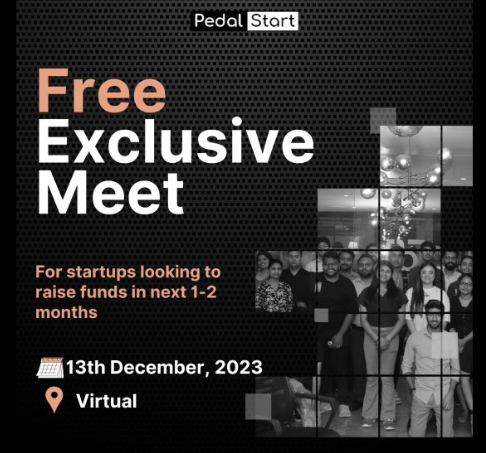 Pedal Start
Free
Exclusive
Meet
For startups looking to
raise funds in next 1-2
months
13th December, 2023
Virtual